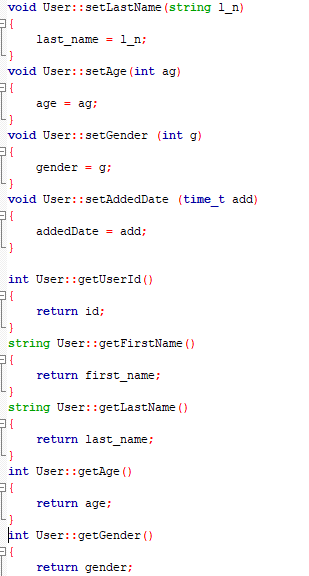 void User::setLastName(string l_n)
{
    last_name = l_n;
}
void User::setAge(int ag)
{
    age = ag;
}
void User::setGender (int g)
{
    gender = g;
}
void User::setAddedDate (time_t add)
{
    addedDate = add;
}

int User::getUserId()
{
    return id;
}
string User::getFirstName()
{
    return first_name;
}
string User::getLastName()
{
    return last_name;
}
int User::getAge()
{
    return age;
}
int User::getGender()
{
    return gender;